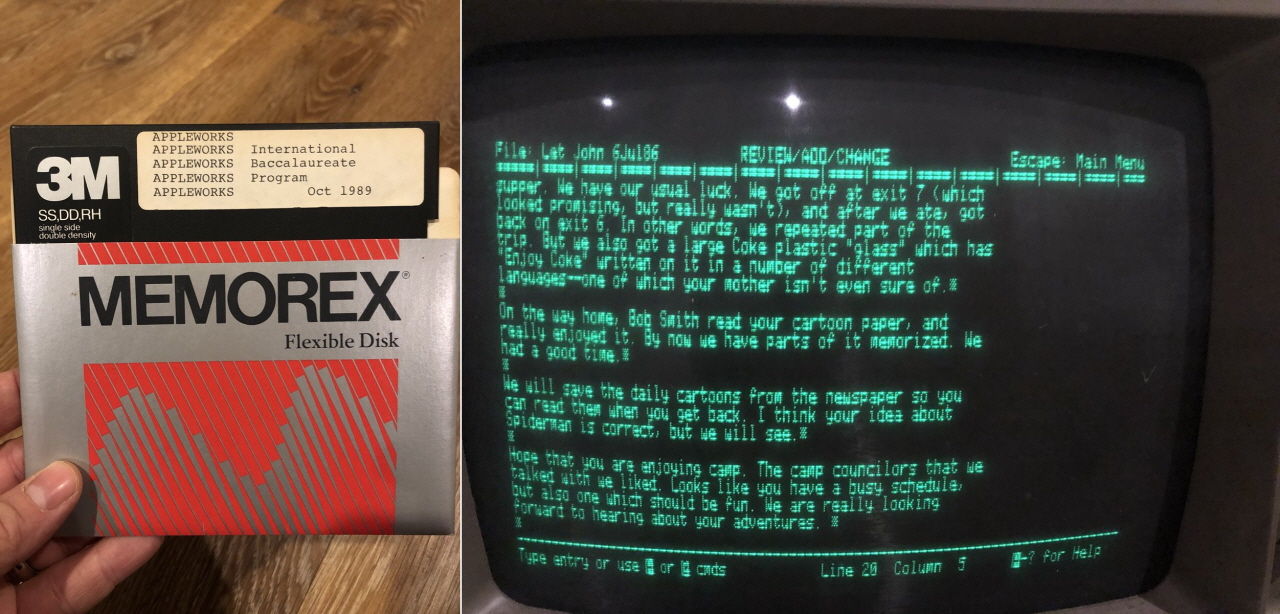 APPLEWORKS
APPLEWORKS International
APPLEWORKS Baccalaureate
APPLEWORKS Program
APPLEWORKS Oct 1989
3M
SS,DD,RH
single side
double density
MEMOREX®
Flexible Disk
File: Let John 6Jul86 REVIEW/ADD/CHANGE Escape: Main Menu
supper. We have our usual luck. We got off at exit 7 (which
looked promising, but really wasn't), and after we ate, got
back on exit 6. In other words, we repeated part of the
trip. But we also got a large Coke plastic "glass" which has
"Enjoy Coke" written on it in a number of different
languages--one of which your mother isn't even sure of.
On the way home, Bob Smith read your cartoon paper, and
really enjoyed it. By now we have parts of it memorized. We
had a good time.
We will save the daily cartoons from the newspaper so you
can read them when you get back. I think your idea about
Spiderman is correct, but we will see.
Hope that you are enjoying camp. The camp councilors that we
talked with we liked. Looks like you have a busy schedule,
but also one which should be fun. We are really looking
forward to hearing about your adventures.
Type entry or use or cmds Line 20 Column 5 -? for Help